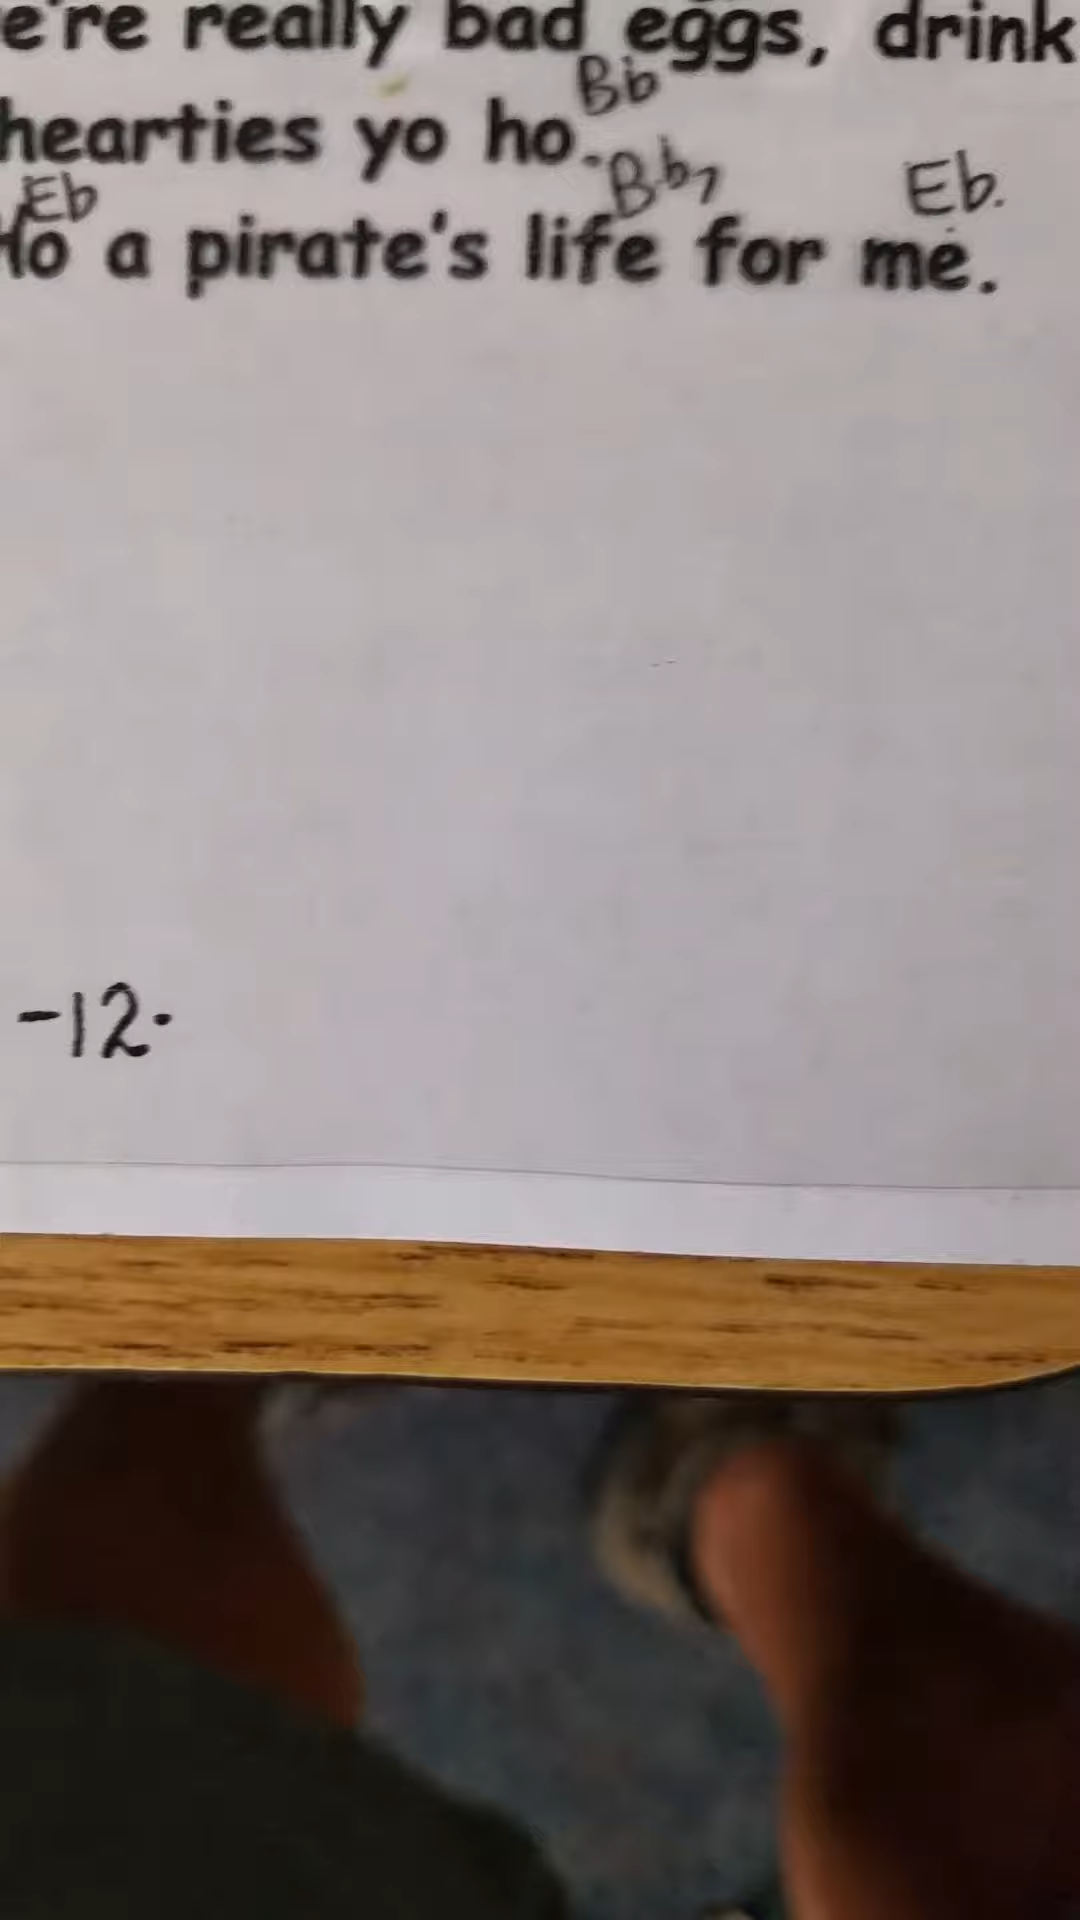 e're really bad eggs, drink
Bb
hearties yo ho.
Eb Bb7 Eb.
Ho a pirate's life for me.
-12-